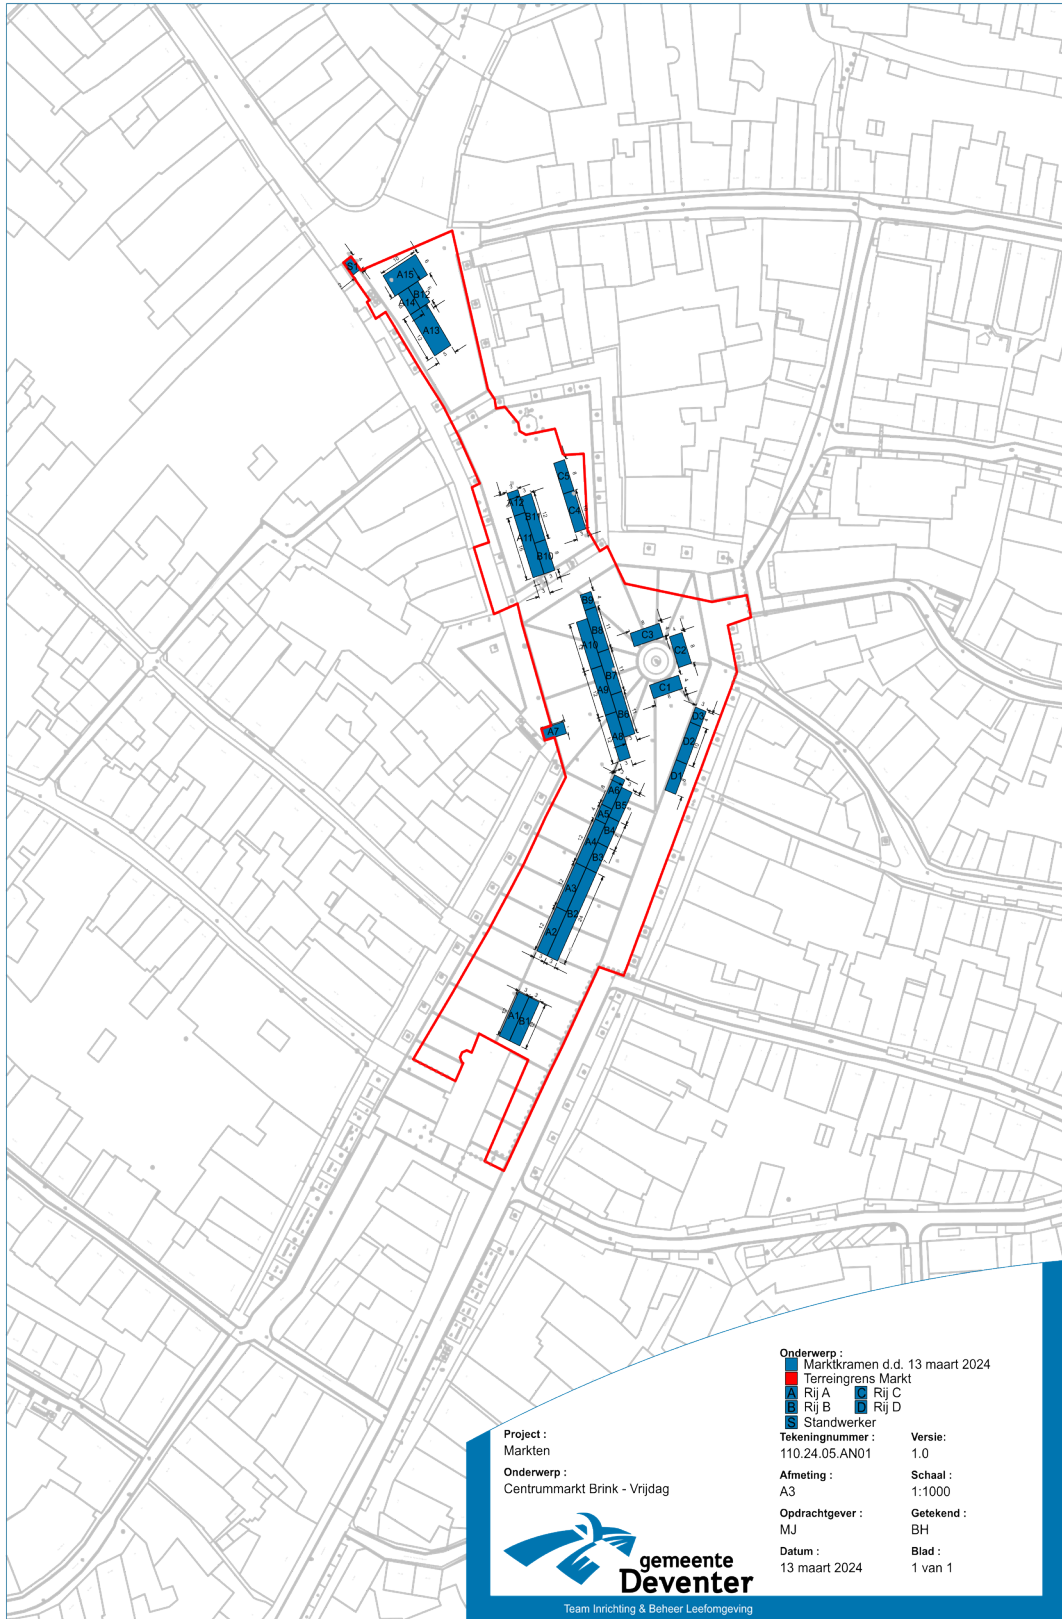 S1
A15
B12
A14
A13
C5
A12
B11
C4
A11
B10
B9
B8
C3
A10
C2
B7
C1
A9
B6
D3
A7
A8
D2
D1
A6
B5
A5
B4
A4
B3
A3
B2
A2
A1
B1
Onderwerp :
Marktkramen d.d. 13 maart 2024
Terreingrens Markt
A Rij A C Rij C
B Rij B D Rij D
S Standwerker
Project :
Markten
Onderwerp :
Centrummarkt Brink - Vrijdag
Tekeningnummer : Versie:
110.24.05.AN01 1.0
Afmeting : Schaal :
A3 1:1000
Opdrachtgever : Getekend :
MJ BH
Datum : Blad :
13 maart 2024 1 van 1
gemeente
Deventer
Team Inrichting & Beheer Leefomgeving